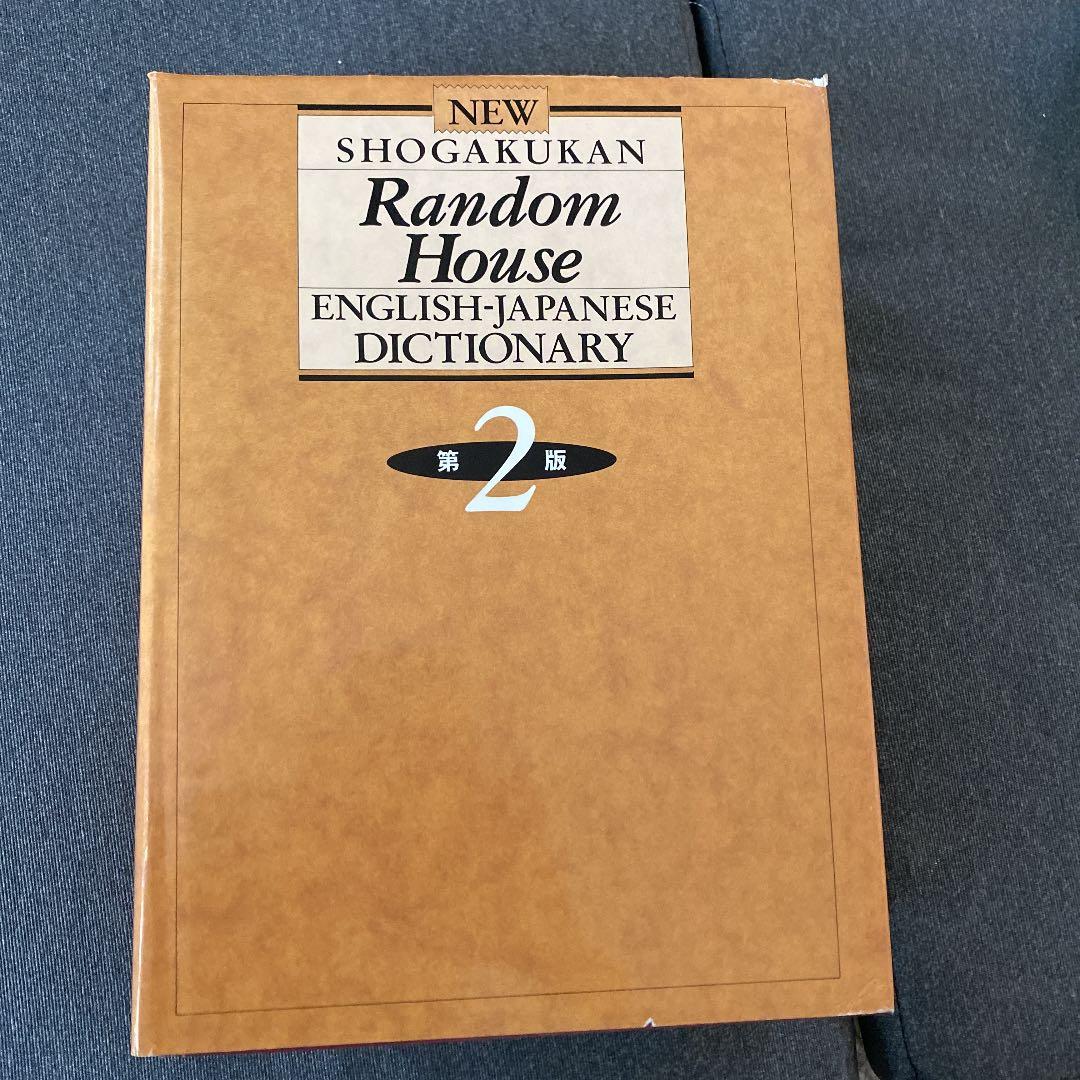 NEW
SHOGAKUKAN
Random
House
ENGLISH-JAPANESE
DICTIONARY
第2版